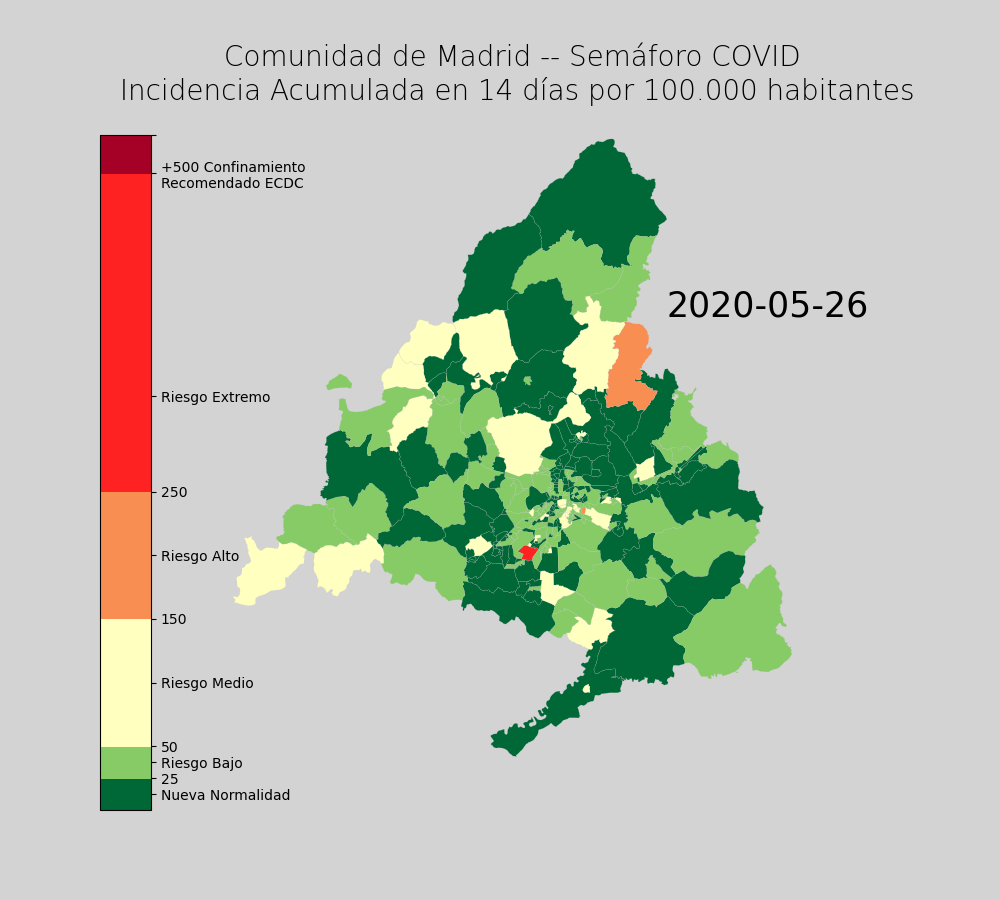 Comunidad de Madrid -- Semáforo COVID
Incidencia Acumulada en 14 días por 100.000 habitantes
+500 Confinamiento
Recomendado ECDC
2020-05-26
Riesgo Extremo
250
Riesgo Alto
150
Riesgo Medio
50
Riesgo Bajo
25
Nueva Normalidad